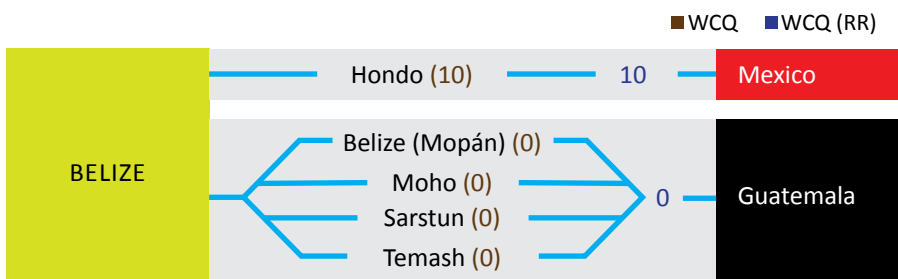 WCQ WCQ (RR)
Hondo (10) 10 Mexico
Belize (Mopán) (0)
BELIZE Moho (0) 0 Guatemala
Sarstun (0)
Temash (0)